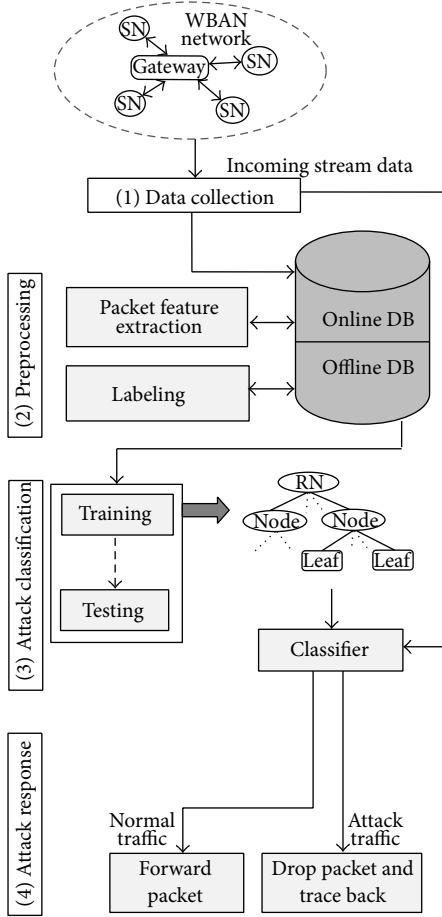 WBAN
network
SN
Gateway
SN
SN
SN
Incoming stream data
(1) Data collection
(2) Preprocessing
Packet feature
extraction
Online DB
Labeling
Offline DB
(3) Attack classification
Training
Testing
RN
Node
Node
Leaf
Leaf
Classifier
(4) Attack response
Normal
traffic
Attack
traffic
Forward
packet
Drop packet and
trace back